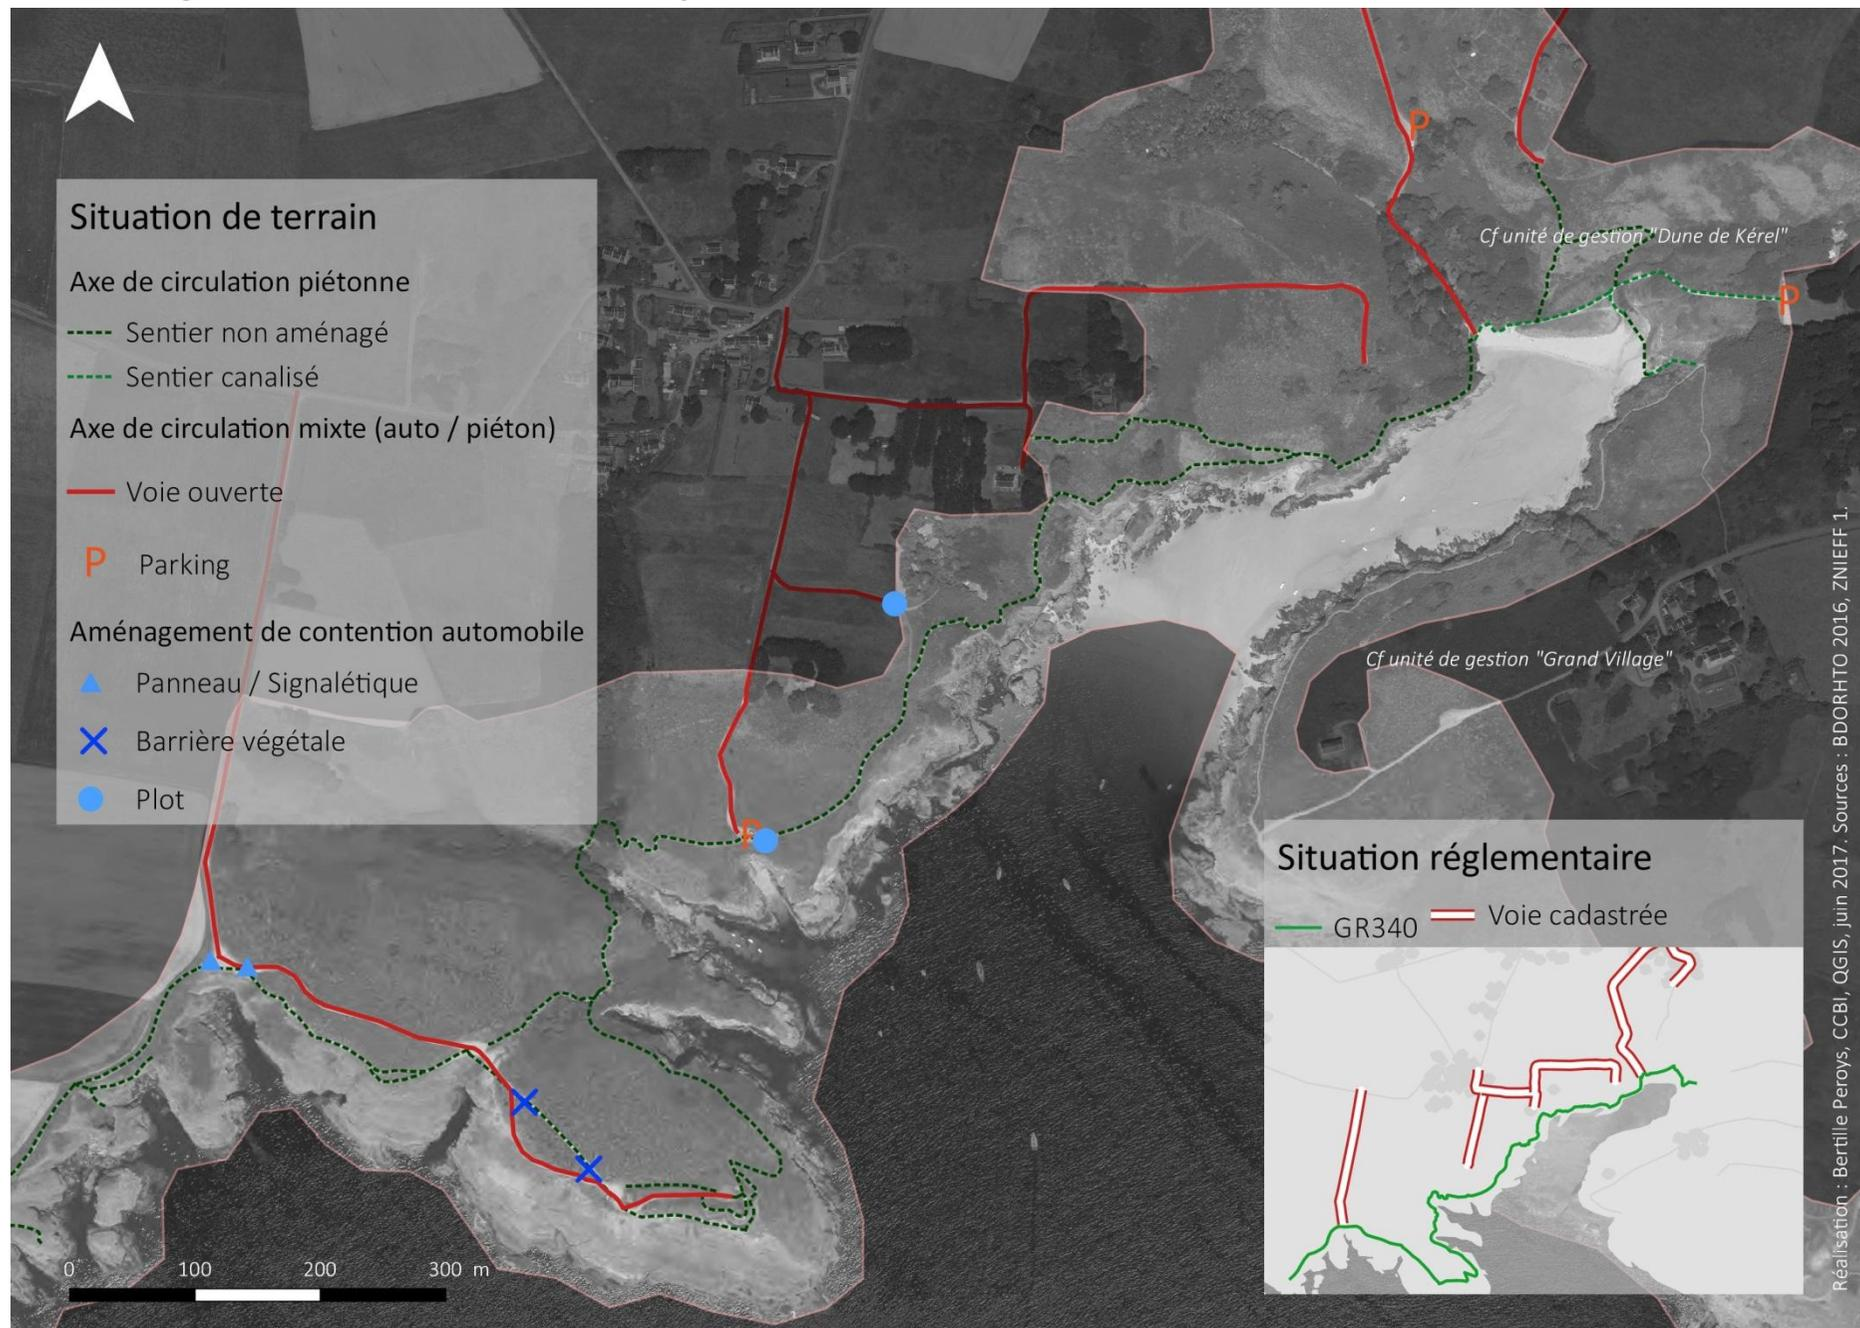 Situation de terrain
Axe de circulation piétonne
Sentier non aménagé
Sentier canalisé
Axe de circulation mixte (auto / piéton)
Voie ouverte
P Parking
Aménagement de contention automobile
Panneau / Signalétique
Barrière végétale
Plot
0 100 200 300 m
P
Cf unité de gestion "Dune de Kérel"
P
Cf unité de gestion "Grand Village"
P
Situation réglementaire
GR340 Voie cadastrée
Réalisation : Bertille Peroys, CCBI, QGIS, juin 2017. Sources : BDORHTO 2016, ZNIEFF 1.